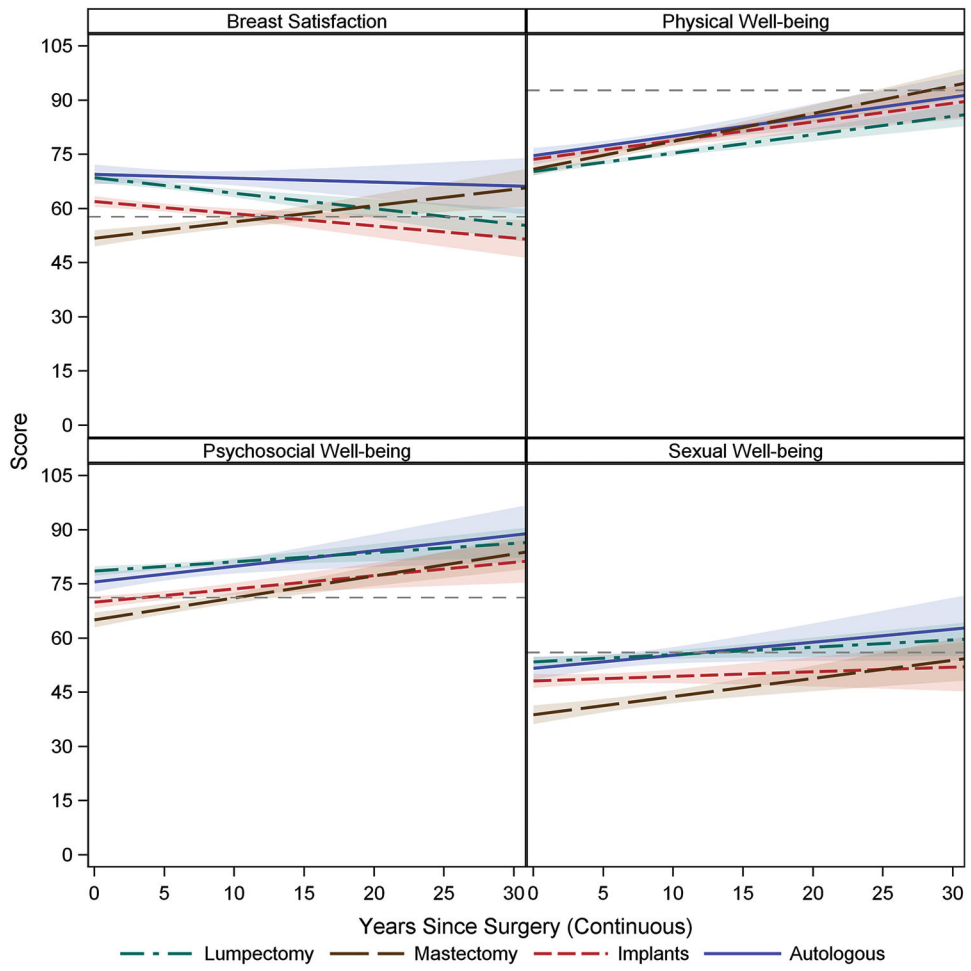 Breast Satisfaction
Physical Well-being
105
90
75
60
45
30
15
0
Psychosocial Well-being
Sexual Well-being
105
90
75
60
45
30
15
0
Score
0 5 10 15 20 25 30 0 5 10 15 20 25 30
Years Since Surgery (Continuous)
Lumpectomy Mastectomy Implants Autologous